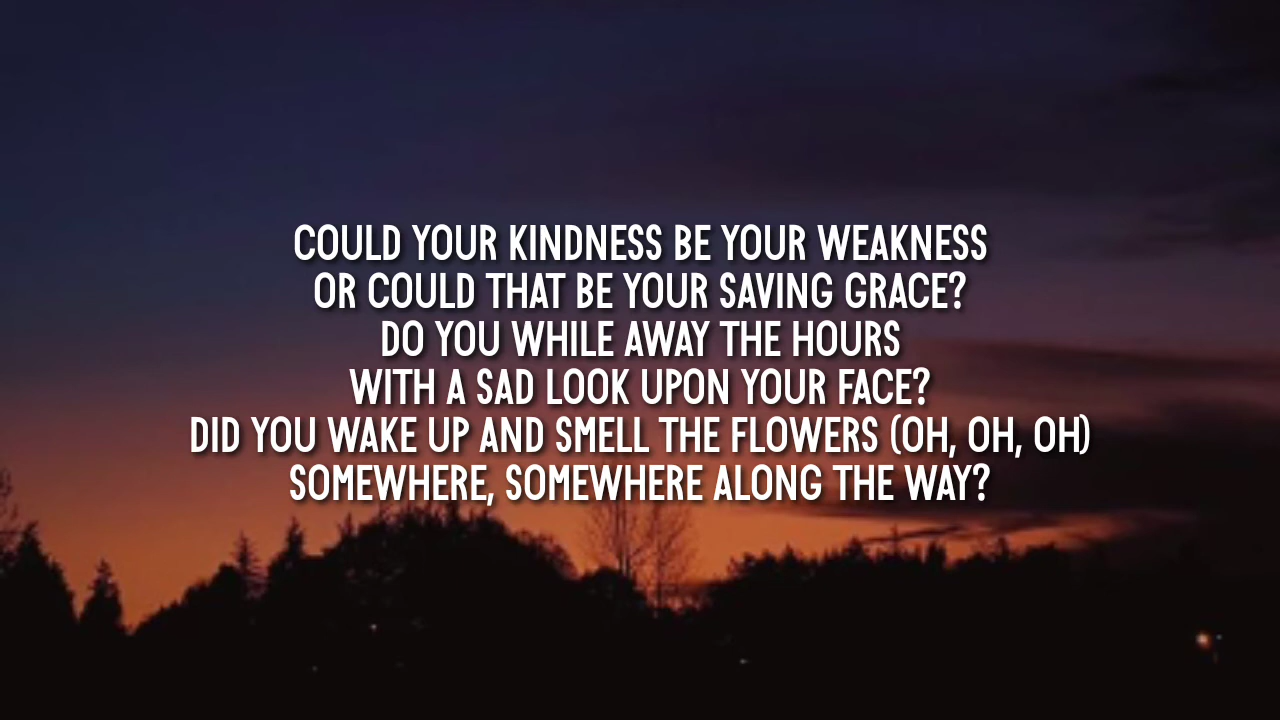 COULD YOUR KINDNESS BE YOUR WEAKNESS
OR COULD THAT BE YOUR SAVING GRACE?
DO YOU WHILE AWAY THE HOURS
WITH A SAD LOOK UPON YOUR FACE?
DID YOU WAKE UP AND SMELL THE FLOWERS (OH, OH, OH)
SOMEWHERE, SOMEWHERE ALONG THE WAY?